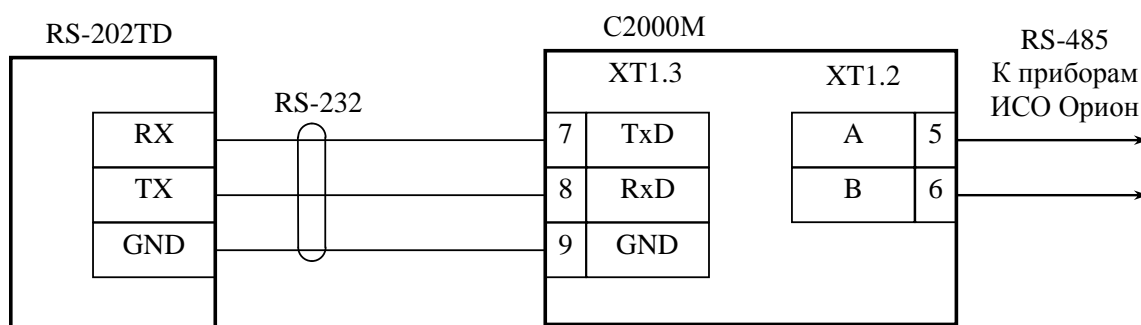 RS-202TD
C2000M
RS-485
К приборам
ИСО Орион
XT1.3
XT1.2
RS-232
RX
7
TxD
A
5
TX
8
RxD
B
6
GND
9
GND